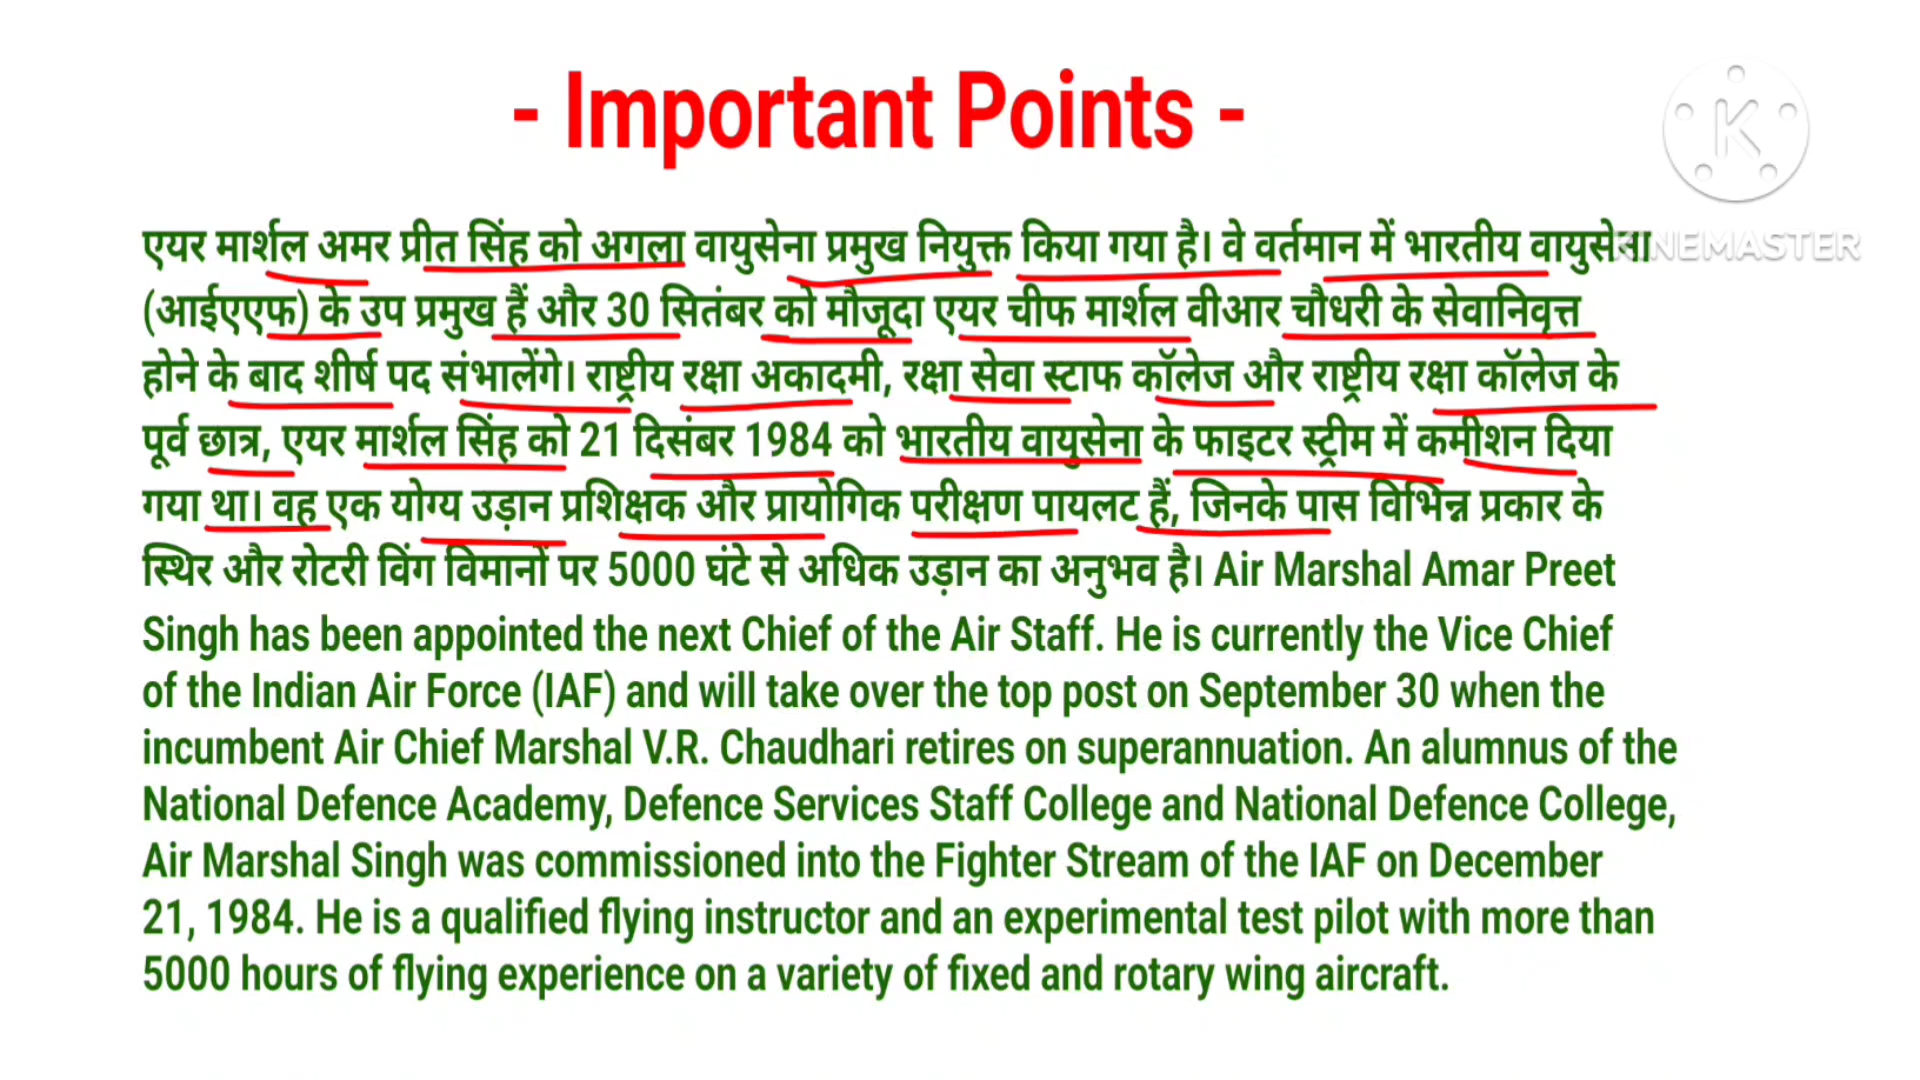 - Important Points -
एयर मार्शल अमर प्रीत सिंह को अगला वायुसेना प्रमुख नियुक्त किया गया है। वे वर्तमान में भारतीय वायुसेना
KINEMASTER
(आईएएफ) के उप प्रमुख हैं और 30 सितंबर को मौजूदा एयर चीफ मार्शल वीआर चौधरी के सेवानिवृत्त
होने के बाद शीर्ष पद संभालेंगे। राष्ट्रीय रक्षा अकादमी, रक्षा सेवा स्टाफ कॉलेज और राष्ट्रीय रक्षा कॉलेज के
पूर्व छात्र, एयर मार्शल सिंह को 21 दिसंबर 1984 को भारतीय वायुसेना के फाइटर स्ट्रीम में कमीशन दिया
गया था। वह एक योग्य उड़ान प्रशिक्षक और प्रायोगिक परीक्षण पायलट हैं, जिनके पास विभिन्न प्रकार के
स्थिर और रोटरी विंग विमानों पर 5000 घंटे से अधिक उड़ान का अनुभव है। Air Marshal Amar Preet
Singh has been appointed the next Chief of the Air Staff. He is currently the Vice Chief
of the Indian Air Force (IAF) and will take over the top post on September 30 when the
incumbent Air Chief Marshal V.R. Chaudhari retires on superannuation. An alumnus of the
National Defence Academy, Defence Services Staff College and National Defence College,
Air Marshal Singh was commissioned into the Fighter Stream of the IAF on December
21, 1984. He is a qualified flying instructor and an experimental test pilot with more than
5000 hours of flying experience on a variety of fixed and rotary wing aircraft.